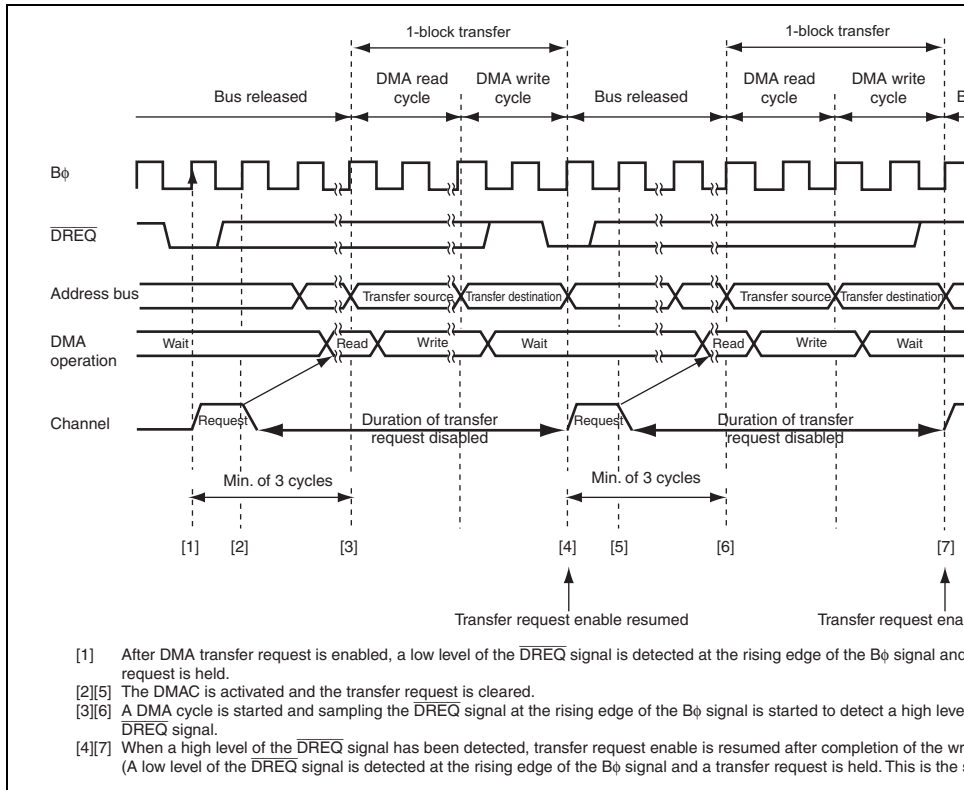 1-block transfer 1-block transfer
DMA read cycle DMA write cycle DMA read cycle DMA write cycle
Bus released Bus released B
Bϕ
DREQ
Address bus Transfer source Transfer destination Transfer source Transfer destination
DMA operation Wait Read Write Wait Read Write Wait
Channel Request Duration of transfer request disabled Request Duration of transfer request disabled
Min. of 3 cycles Min. of 3 cycles
[1] [2] [3] [4] [5] [6] [7]
Transfer request enable resumed Transfer request ena
[1] After DMA transfer request is enabled, a low level of the DREQ signal is detected at the rising edge of the Bϕ signal and
request is held.
[2][5] The DMAC is activated and the transfer request is cleared.
[3][6] A DMA cycle is started and sampling the DREQ signal at the rising edge of the Bϕ signal is started to detect a high leve
DREQ signal.
[4][7] When a high level of the DREQ signal has been detected, transfer request enable is resumed after completion of the wr
(A low level of the DREQ signal is detected at the rising edge of the Bϕ signal and a transfer request is held. This is the s